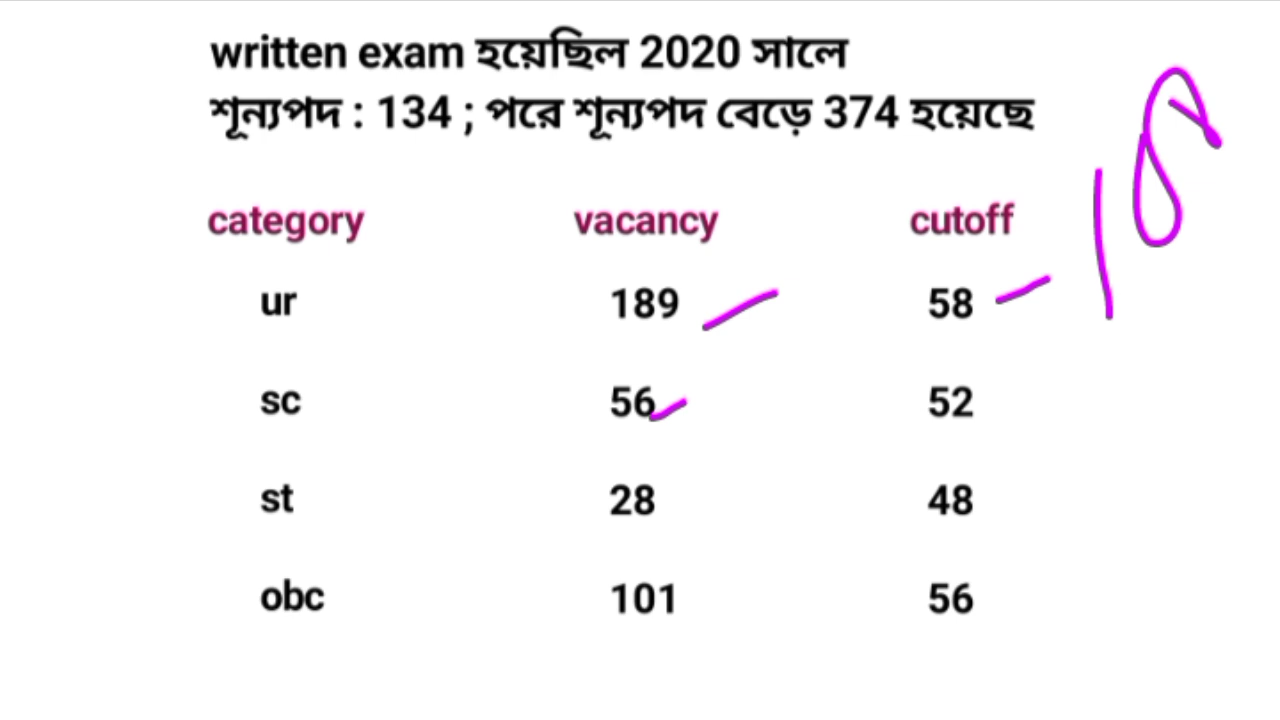 written exam হয়েছিল 2020 সালে
শূন্যপদ : 134 ; পরে শূন্যপদ বেড়ে 374 হয়েছে
category vacancy cutoff
ur 189 58
sc 56 52
st 28 48
obc 101 56